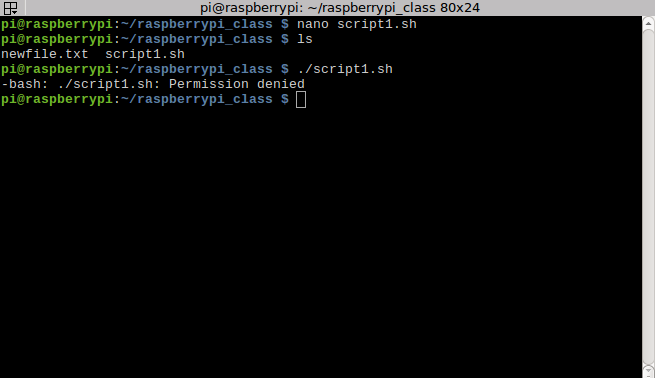 pi@raspberrypi: ~/raspberrypi_class 80x24
pi@raspberrypi:~/raspberrypi_class $ nano script1.sh
pi@raspberrypi:~/raspberrypi_class $ ls
newfile.txt  script1.sh
pi@raspberrypi:~/raspberrypi_class $ ./script1.sh
-bash: ./script1.sh: Permission denied
pi@raspberrypi:~/raspberrypi_class $